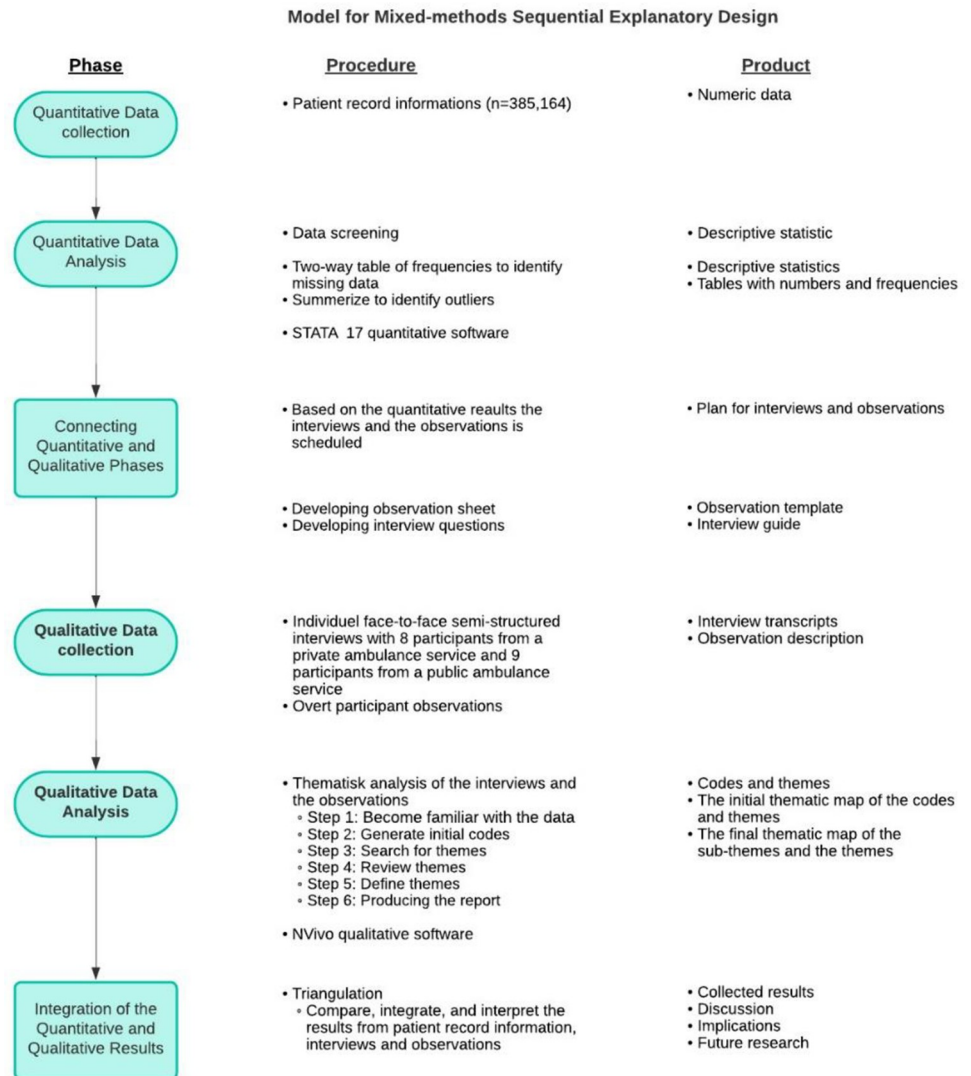 Model for Mixed-methods Sequential Explanatory Design
Phase
Procedure
Product
Quantitative Data
collection
• Patient record informations (n=385,164)
• Numeric data
Quantitative Data
Analysis
• Data screening
• Two-way table of frequencies to identify
missing data
• Summerize to identify outliers
• STATA 17 quantitative software
• Descriptive statistic
• Descriptive statistics
• Tables with numbers and frequencies
Connecting
Quantitative and
Qualitative Phases
• Based on the quantitative reaults the
interviews and the observations is
scheduled
• Developing observation sheet
• Developing interview questions
• Plan for interviews and observations
• Observation template
• Interview guide
Qualitative Data
collection
• Individuel face-to-face semi-structured
interviews with 8 participants from a
private ambulance service and 9
participants from a public ambulance
service
• Overt participant observations
• Interview transcripts
• Observation description
Qualitative Data
Analysis
• Thematisk analysis of the interviews and
the observations
◦ Step 1: Become familiar with the data
◦ Step 2: Generate initial codes
◦ Step 3: Search for themes
◦ Step 4: Review themes
◦ Step 5: Define themes
◦ Step 6: Producing the report
• NVivo qualitative software
• Codes and themes
• The initial thematic map of the codes
and themes
• The final thematic map of the
sub-themes and the themes
Integration of the
Quantitative and
Qualitative Results
• Triangulation
◦ Compare, integrate, and interpret the
results from patient record information,
interviews and observations
• Collected results
• Discussion
• Implications
• Future research